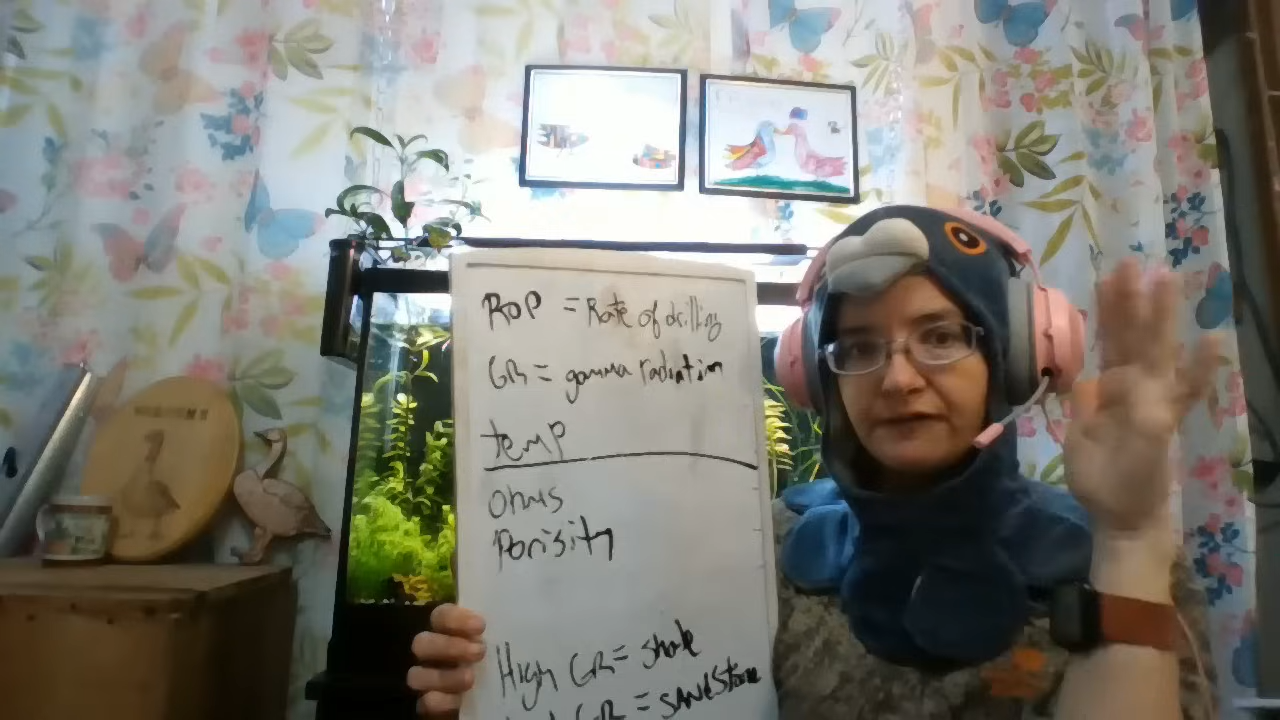 ROP = Rate of drilling
GR = gamma radiation
temp
ohms
Porisity
High GR = shale
GR = SANDStone